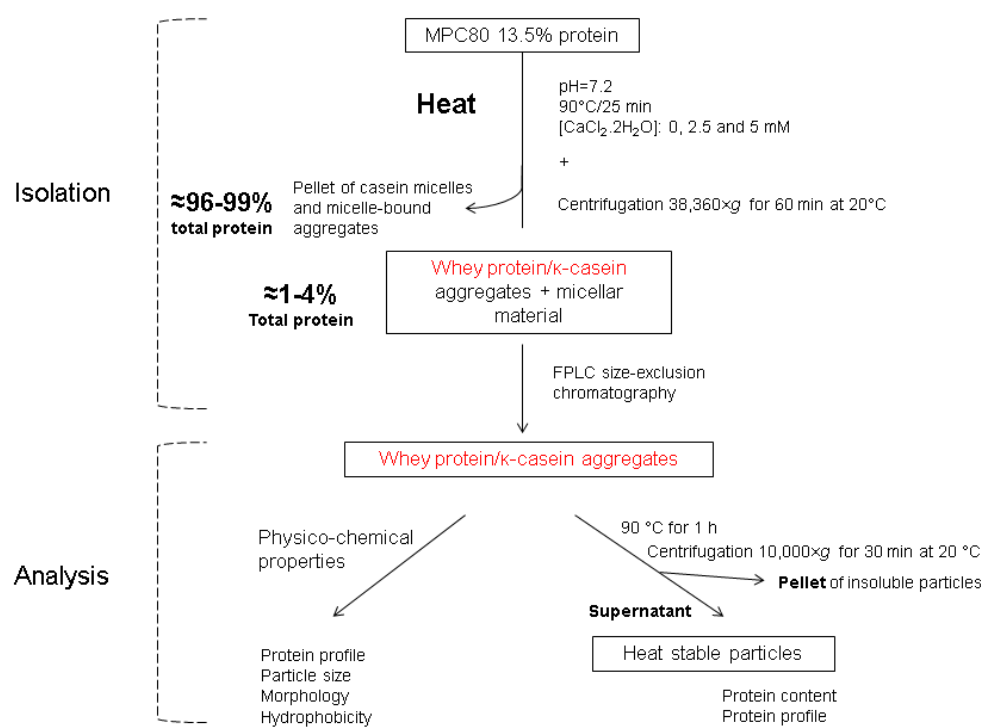 MPC80 13.5% protein
Heat
pH=7.2
90°C/25 min
[CaCl₂.2H₂O]: 0, 2.5 and 5 mM
+
Centrifugation 38,360×g for 60 min at 20°C
Isolation
≈96-99%
total protein
Pellet of casein micelles
and micelle-bound
aggregates
≈1-4%
Total protein
Whey protein/κ-casein
aggregates + micellar
material
FPLC size-exclusion
chromatography
Whey protein/κ-casein aggregates
Analysis
Physico-chemical
properties
90 °C for 1 h
Centrifugation 10,000×g for 30 min at 20 °C
Pellet of insoluble particles
Supernatant
Heat stable particles
Protein profile
Particle size
Morphology
Hydrophobicity
Protein content
Protein profile